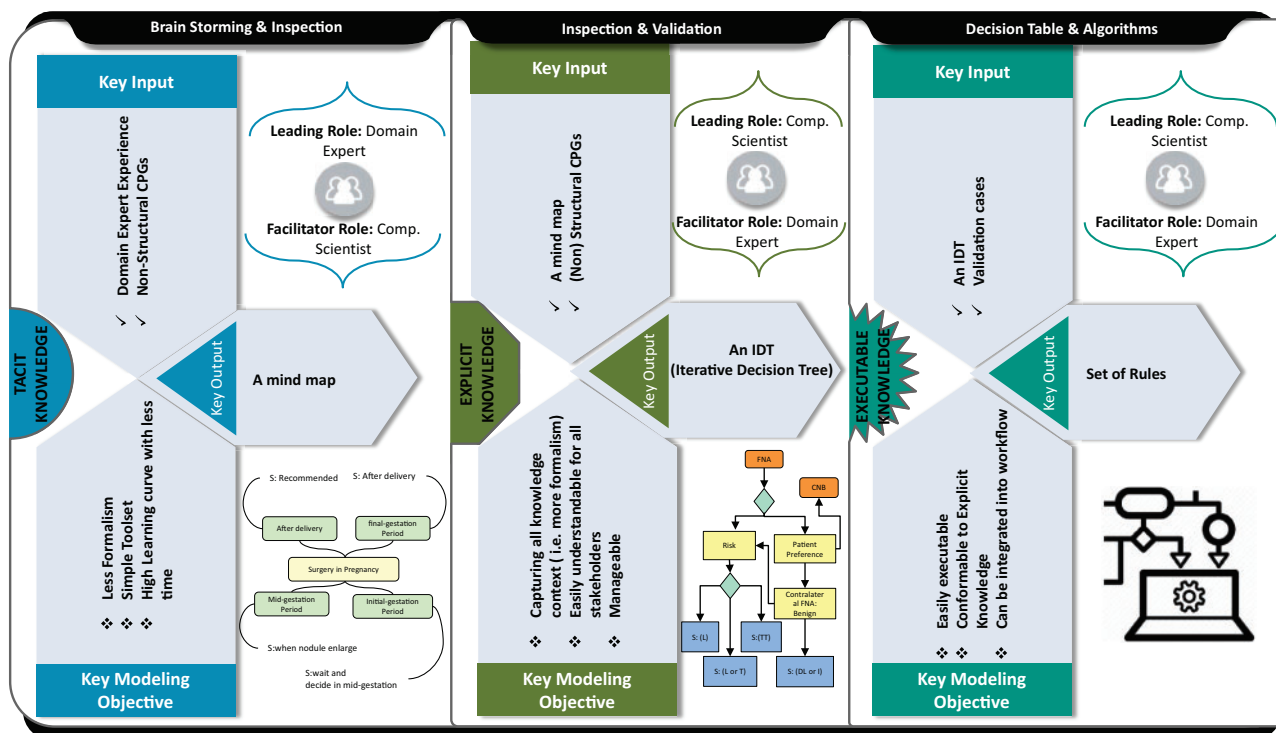 Brain Storming & Inspection
Key Input
Domain Expert Experience
Non-Structural CPGs
Leading Role: Domain
Expert
Facilitator Role: Comp.
Scientist
TACIT
KNOWLEDGE
Key Output
A mind map
Less Formalism
Simple Toolset
High Learning curve with less
time
Key Modeling
Objective
S: Recommended
S: After delivery
After delivery
final-gestation
Period
Surgery in Pregnancy
Mid-gestation
Period
Initial-gestation
Period
S:when nodule enlarge
S:wait and
decide in mid-gestation
Inspection & Validation
Key Input
A mind map
(Non) Structural CPGs
Leading Role: Comp.
Scientist
Facilitator Role: Domain
Expert
EXPLICIT
KNOWLEDGE
Key Output
An IDT
(Iterative Decision Tree)
Capturing all knowledge
context ( i.e. more formalism)
Easily understandable for all
stakeholders
Manageable
Key Modeling
Objective
FNA
CNB
Risk
Patient
Preference
Contralater
al FNA:
Benign
S: (L)
S:(TT)
S: (L or T)
S: (DL or I)
Decision Table & Algorithms
Key Input
An IDT
Validation cases
Leading Role: Comp.
Scientist
Facilitator Role: Domain
Expert
EXECUTABLE
KNOWLEDGE
Key Output
Set of Rules
Easily executable
Conformable to Explicit
Knowledge
Can be integrated into workflow
Key Modeling
Objective